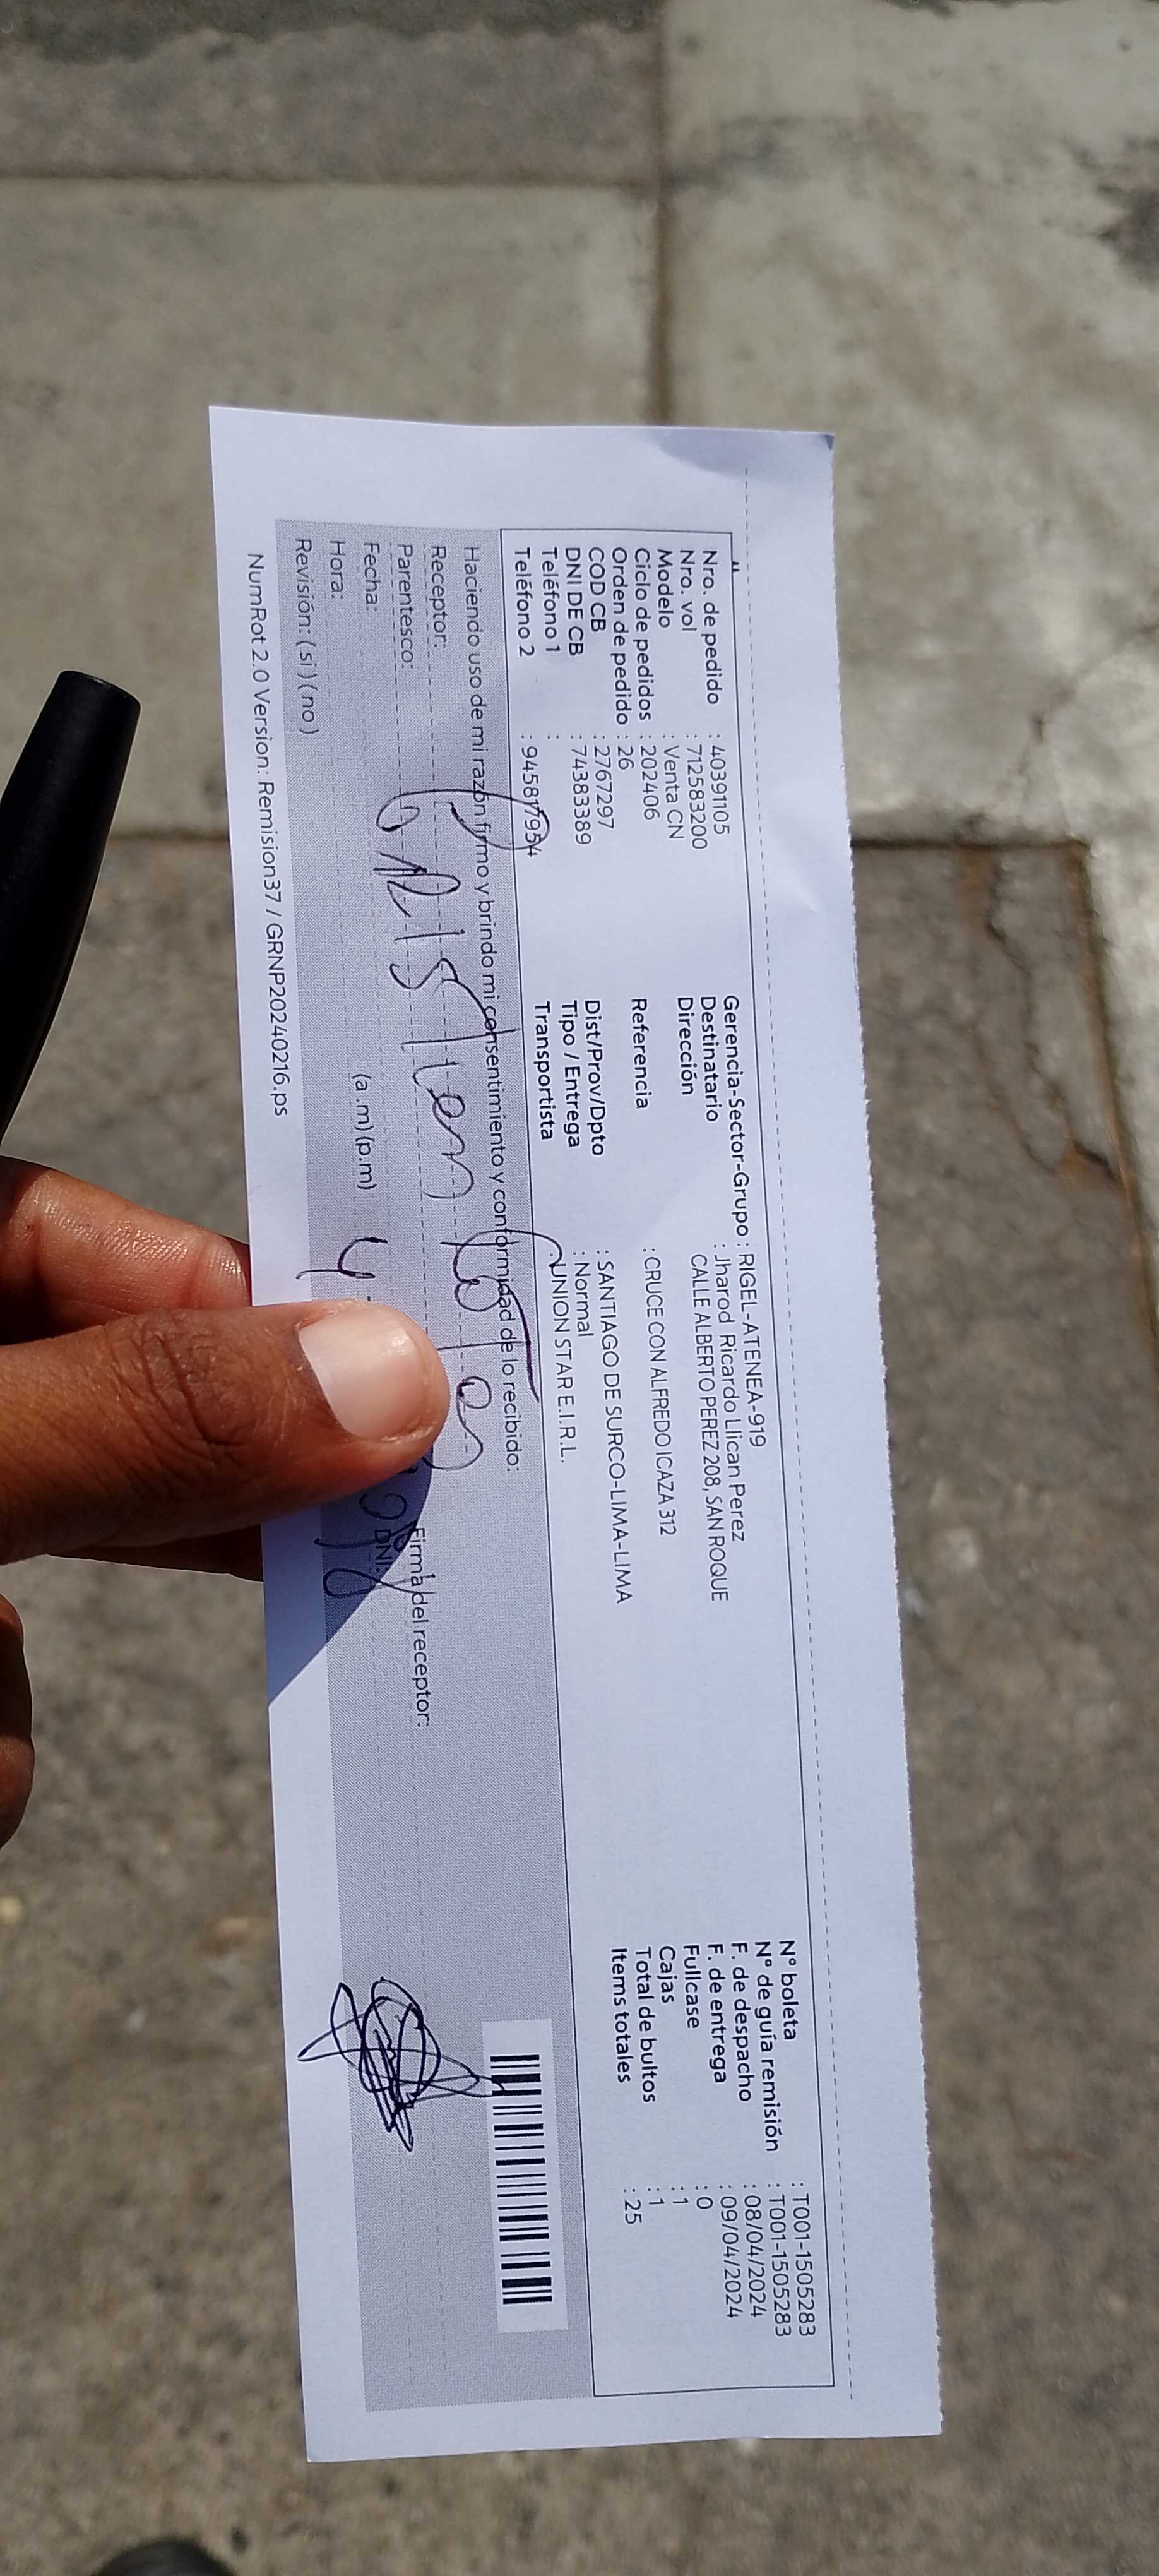 Nro. de pedido : 40391105
Nro. vol : 712583200
Modelo : Venta CN
Ciclo de pedidos : 202406
Orden de pedido : 26
COD CB : 2767297
DNI DE CB : 74383389
Teléfono 1 :
Teléfono 2 : 945817954
Gerencia-Sector-Grupo : RIGEL-ATENEA-919
Destinatario : Jharod Ricardo Llican Perez
Dirección CALLE ALBERTO PEREZ 208, SAN ROQUE
Referencia : CRUCE CON ALFREDO ICAZA 312
Dist/Prov/Dpto : SANTIAGO DE SURCO-LIMA-LIMA
Tipo / Entrega : Normal
Transportista UNION STAR E.I.R.L.
N° boleta : T001-1505283
N° de guía remisión : T001-1505283
F. de despacho : 08/04/2024
F. de entrega : 09/04/2024
Fullcase : 0
Cajas : 1
Total de bultos : 1
Items totales : 25
Haciendo uso de mi razón firmo y brindo mi consentimiento y conformidad de lo recibido:
Receptor:
Parentesco:
Fecha:
Hora: (a.m) (p.m)
Revisión: ( si ) ( no )
Firma del receptor:
DNI:
NumRot 2.0 Version: Remision37 / GRNP20240216.ps